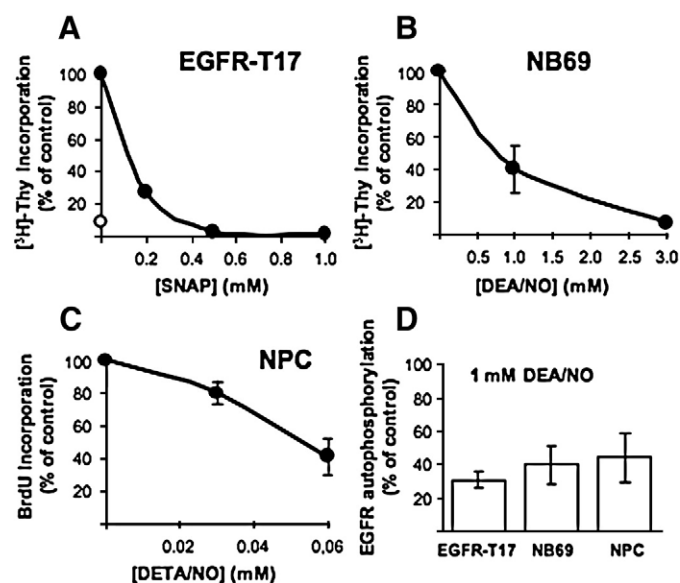 A
EGFR-T17
[³H]-Thy Incorporation
(% of control)
100
80
60
40
20
0.2 0.4 0.6 0.8 1.0
[SNAP] (mM)
B
NB69
[³H]-Thy Incorporation
(% of control)
100
80
60
40
20
0.5 1.0 1.5 2.0 2.5 3.0
[DEA/NO] (mM)
C
NPC
BrdU Incorporation
(% of control)
100
80
60
40
20
0.02 0.04 0,06
[DETA/NO] (mM)
D
1 mM DEA/NO
EGFR autophosphorylation
(% of control)
100
80
60
40
20
EGFR-T17 NB69 NPC